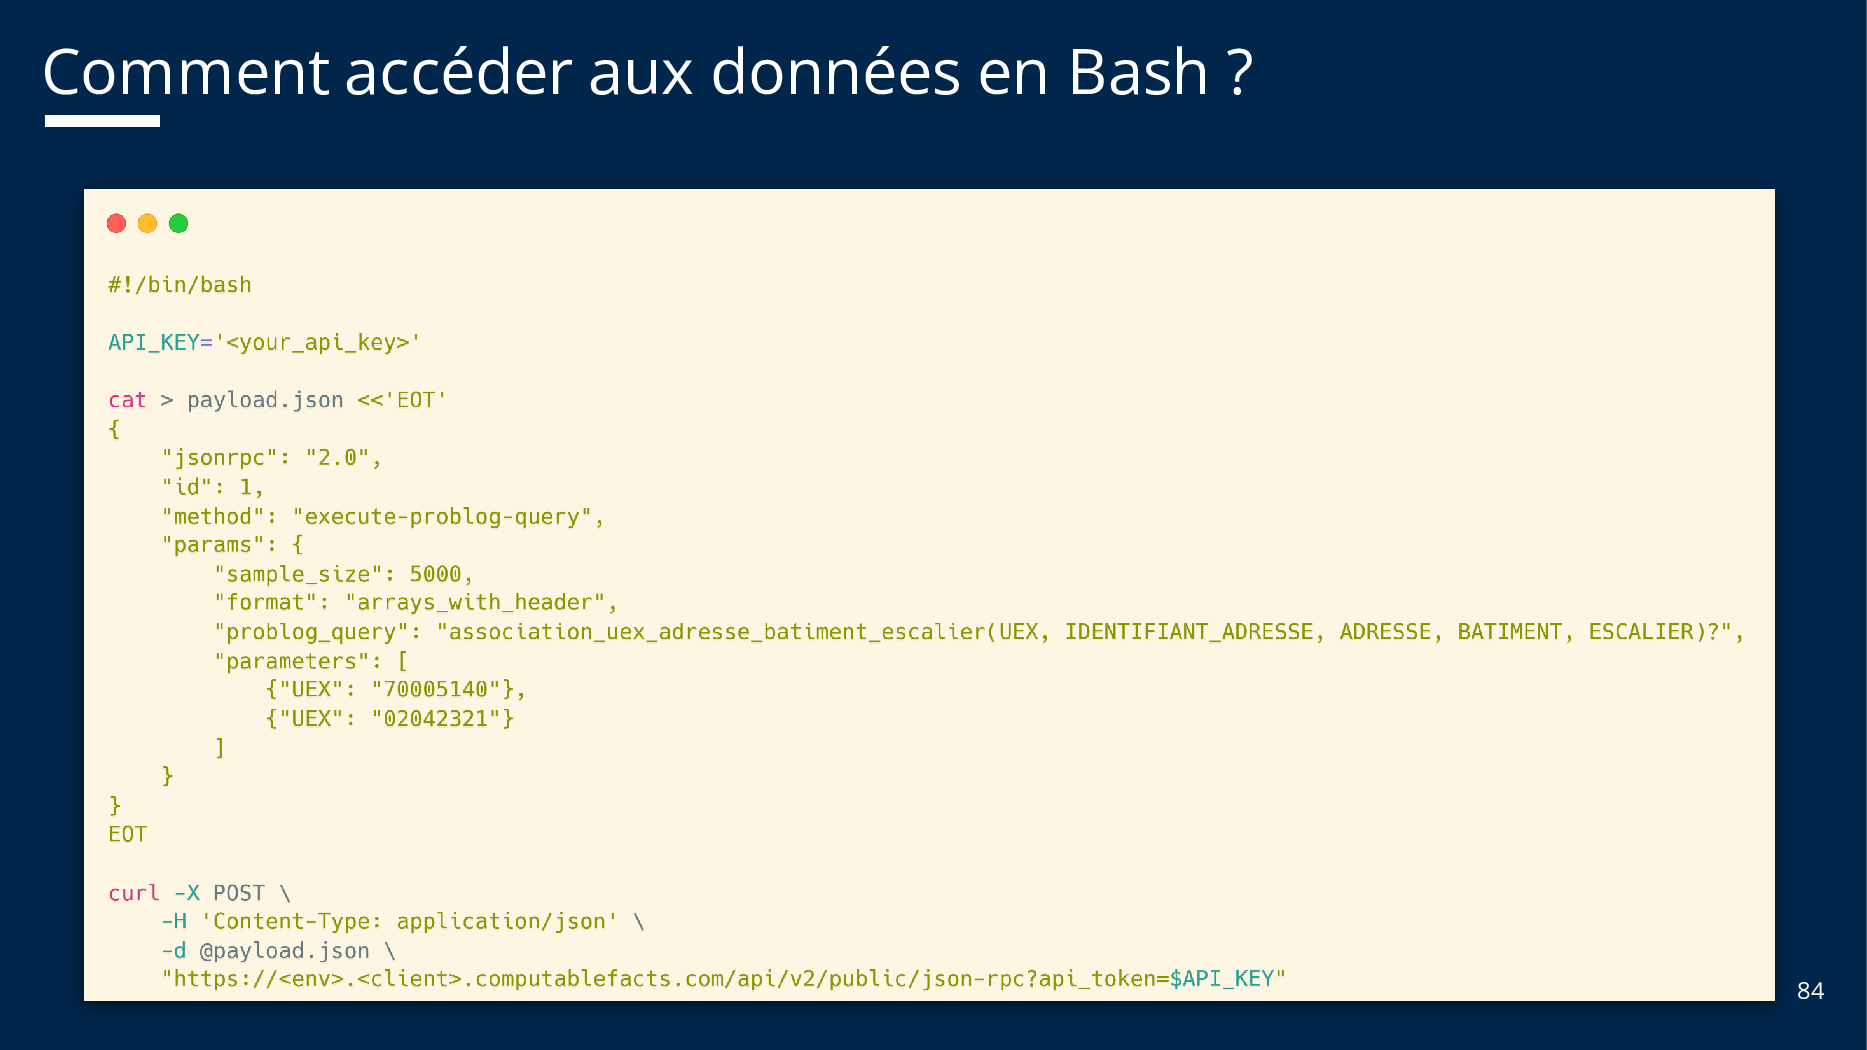 Comment accéder aux données en Bash ?
#!/bin/bash
API_KEY='<your_api_key>'
cat > payload.json <<'EOT'
{
    "jsonrpc": "2.0",
    "id": 1,
    "method": "execute-problog-query",
    "params": {
        "sample_size": 5000,
        "format": "arrays_with_header",
        "problog_query": "association_uex_adresse_batiment_escalier(UEX, IDENTIFIANT_ADRESSE, ADRESSE, BATIMENT, ESCALIER)?",
        "parameters": [
            {"UEX": "70005140"},
            {"UEX": "02042321"}
        ]
    }
}
EOT
curl -X POST \
    -H 'Content-Type: application/json' \
    -d @payload.json \
    "https://<env>.<client>.computablefacts.com/api/v2/public/json-rpc?api_token=$API_KEY"
84